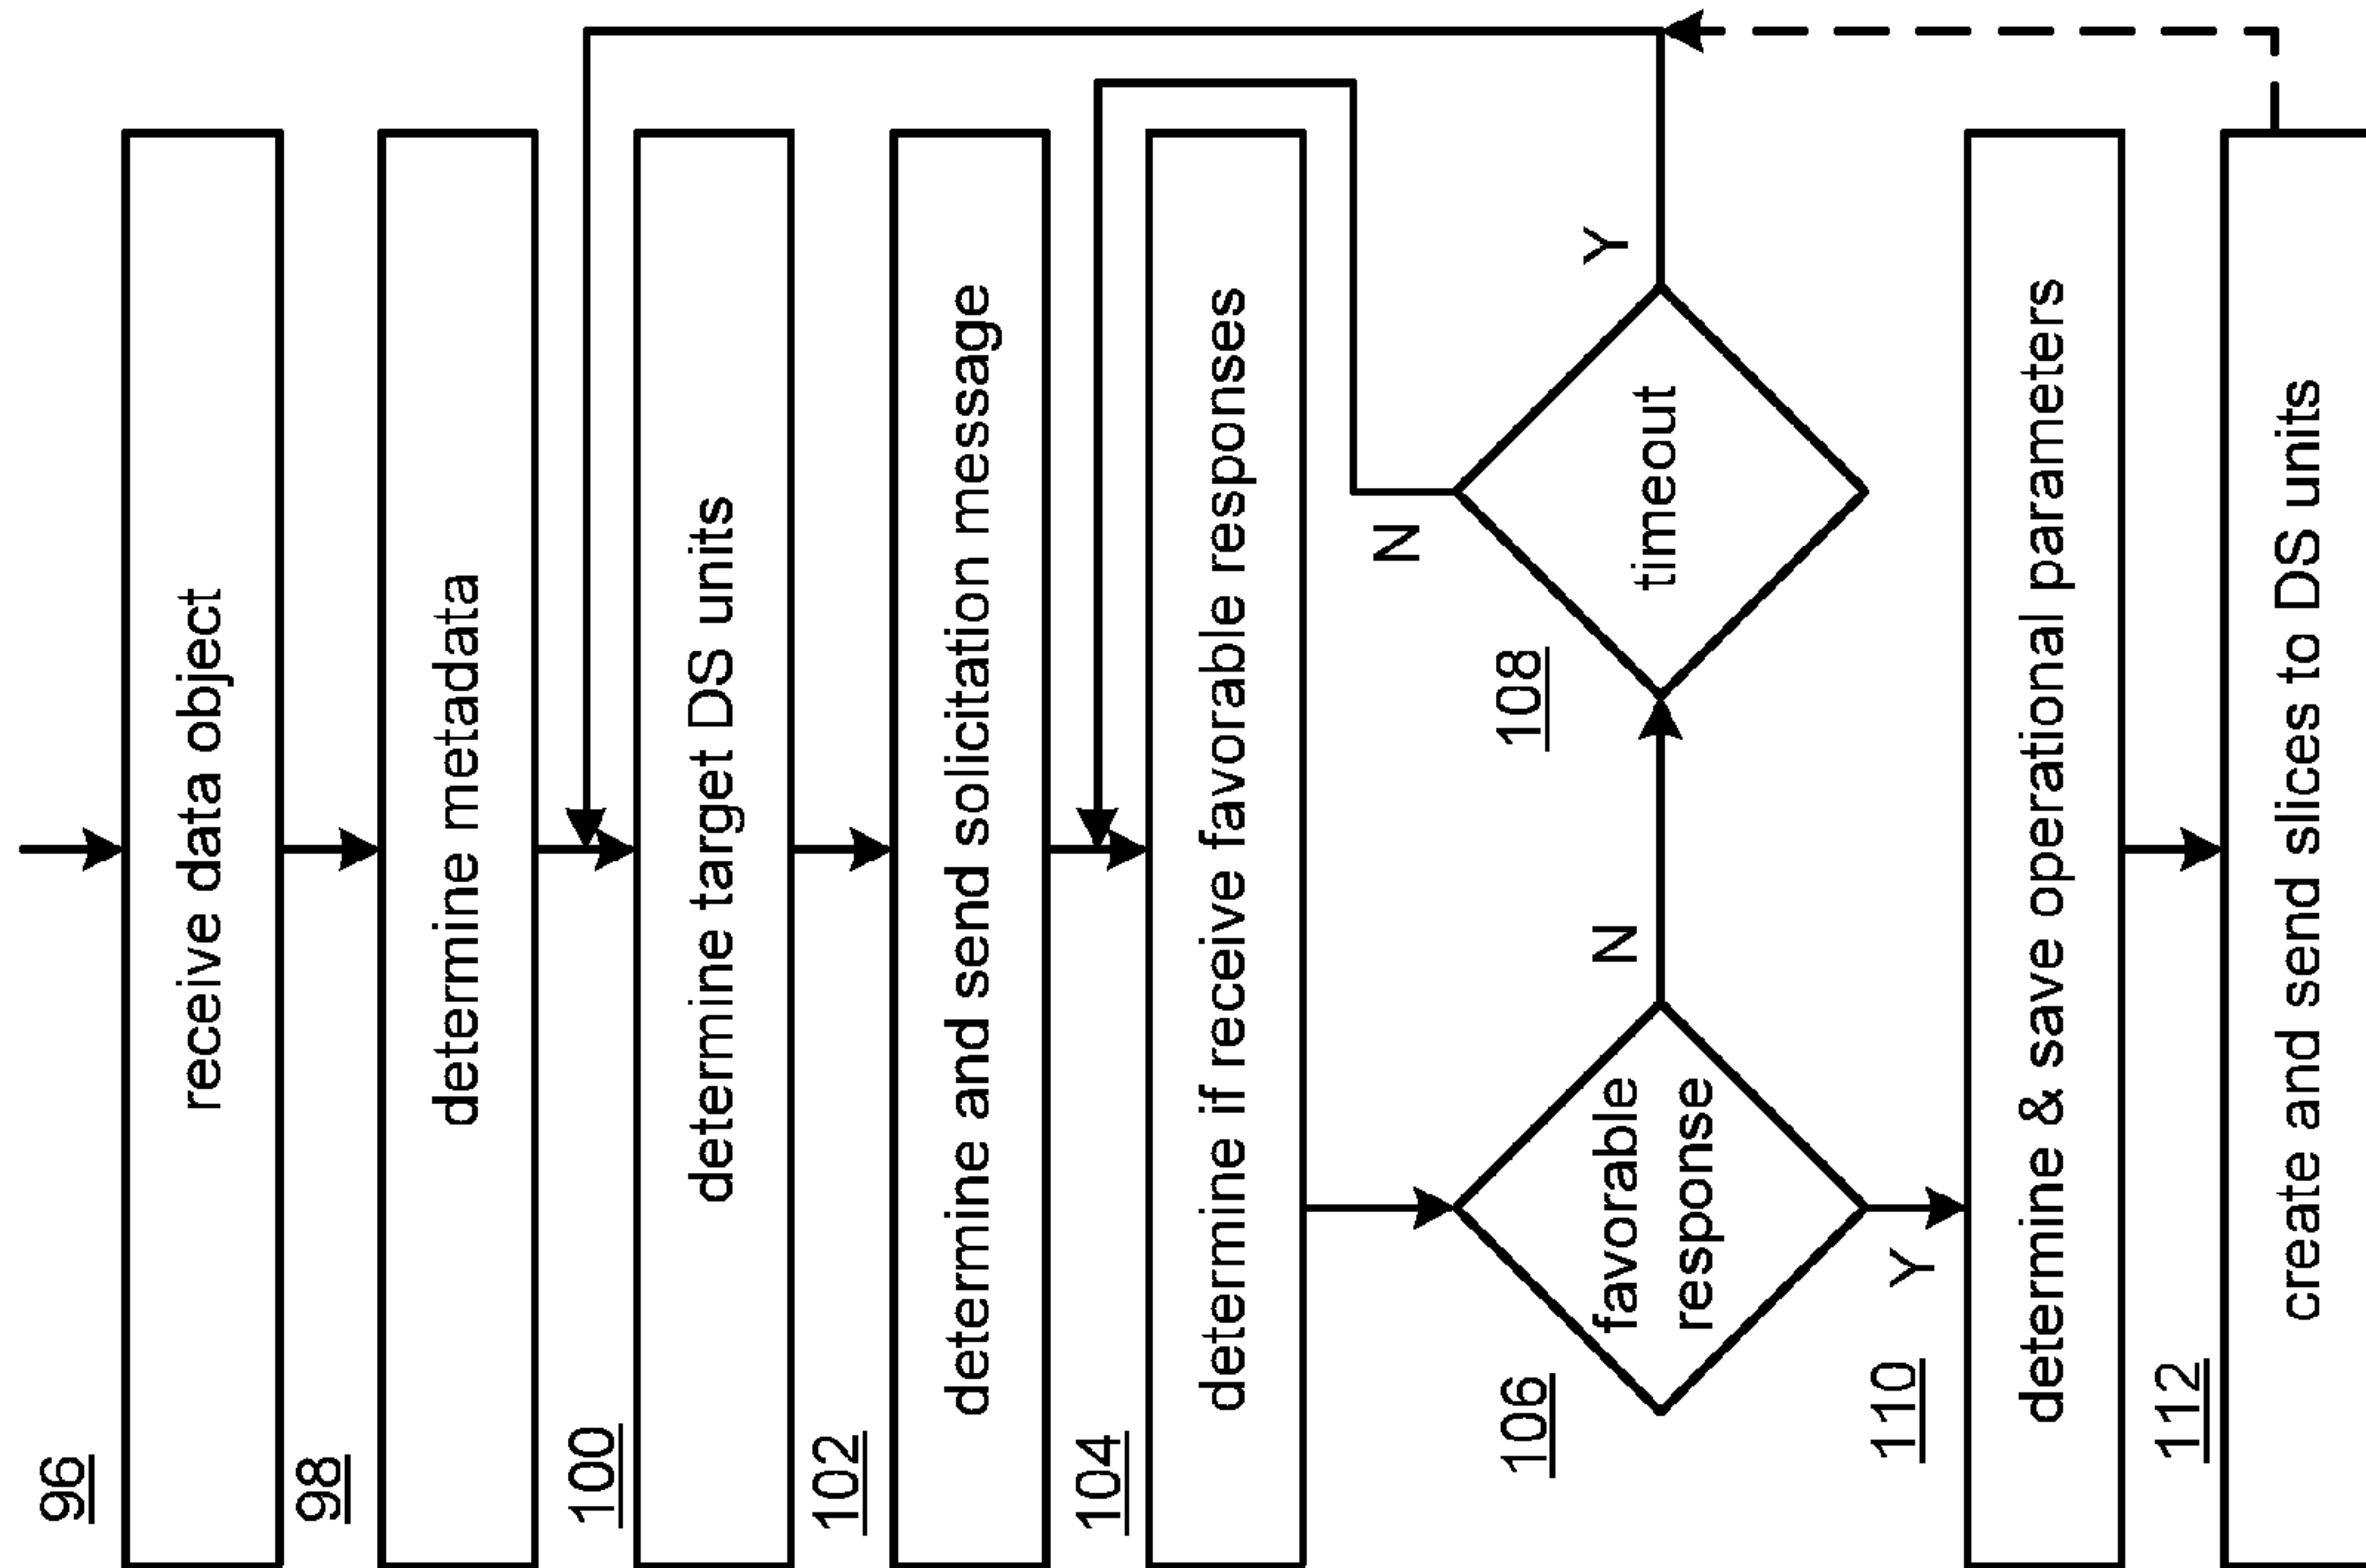 96
receive data object
98
determine metadata
100
determine target DS units
102
determine and send solicitation message
104
determine if receive favorable responses
106
favorable
response
N
108
timeout
N
Y
Y
110
determine & save operational parameters
112
create and send slices to DS units